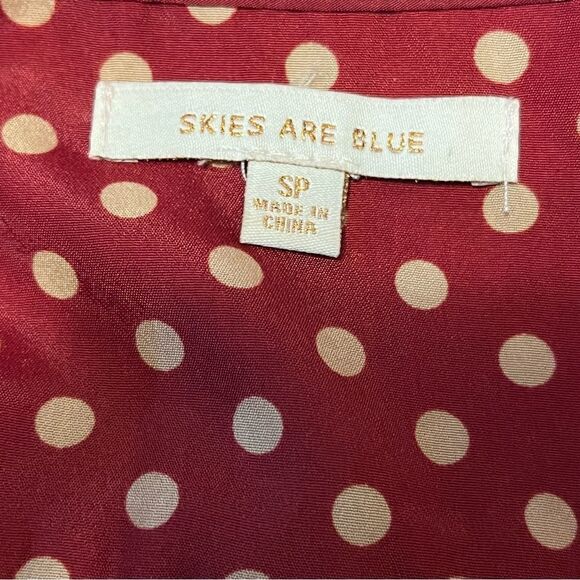 SKIES ARE BLUE
SP
MADE IN
CHINA